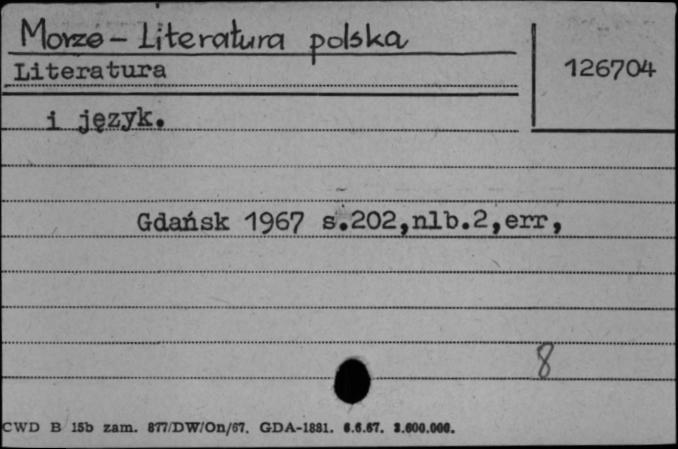 Morze - Literatura polska
126704
Literatura
i język.
Gdańsk 1967 s.202,nlb.2,err,
8
CWD B 15b zam. 877/DW/On/67. GDA-1881. 6.6.67. 3.600.000.